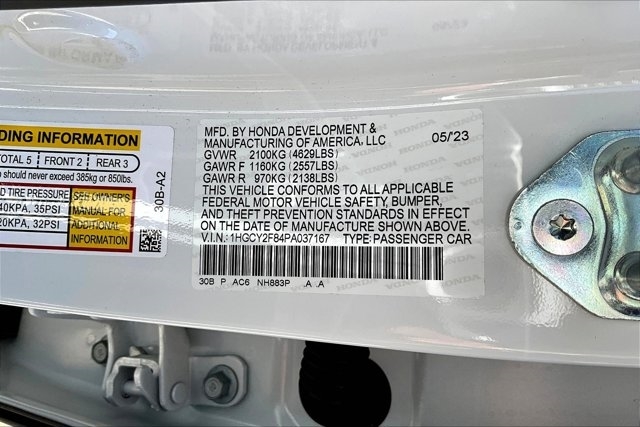 DING INFORMATION
TOTAL 5 FRONT 2 REAR 3
should never exceed 385kg or 850lbs.
TIRE PRESSURE
40KPA, 35PSI
20KPA, 32PSI
SEE OWNER'S
MANUAL FOR
ADDITIONAL
INFORMATION
30B-A2
MFD. BY HONDA DEVELOPMENT &
MANUFACTURING OF AMERICA, LLC 05/23
GVWR 2100KG (4629LBS)
GAWR F 1160KG (2557LBS)
GAWR R 970KG (2138LBS)
THIS VEHICLE CONFORMS TO ALL APPLICABLE
FEDERAL MOTOR VEHICLE SAFETY, BUMPER,
AND THEFT PREVENTION STANDARDS IN EFFECT
ON THE DATE OF MANUFACTURE SHOWN ABOVE.
V.I.N.:1HGCY2F84PA037167 TYPE:PASSENGER CAR
30B P AC6 NH883P .A .A